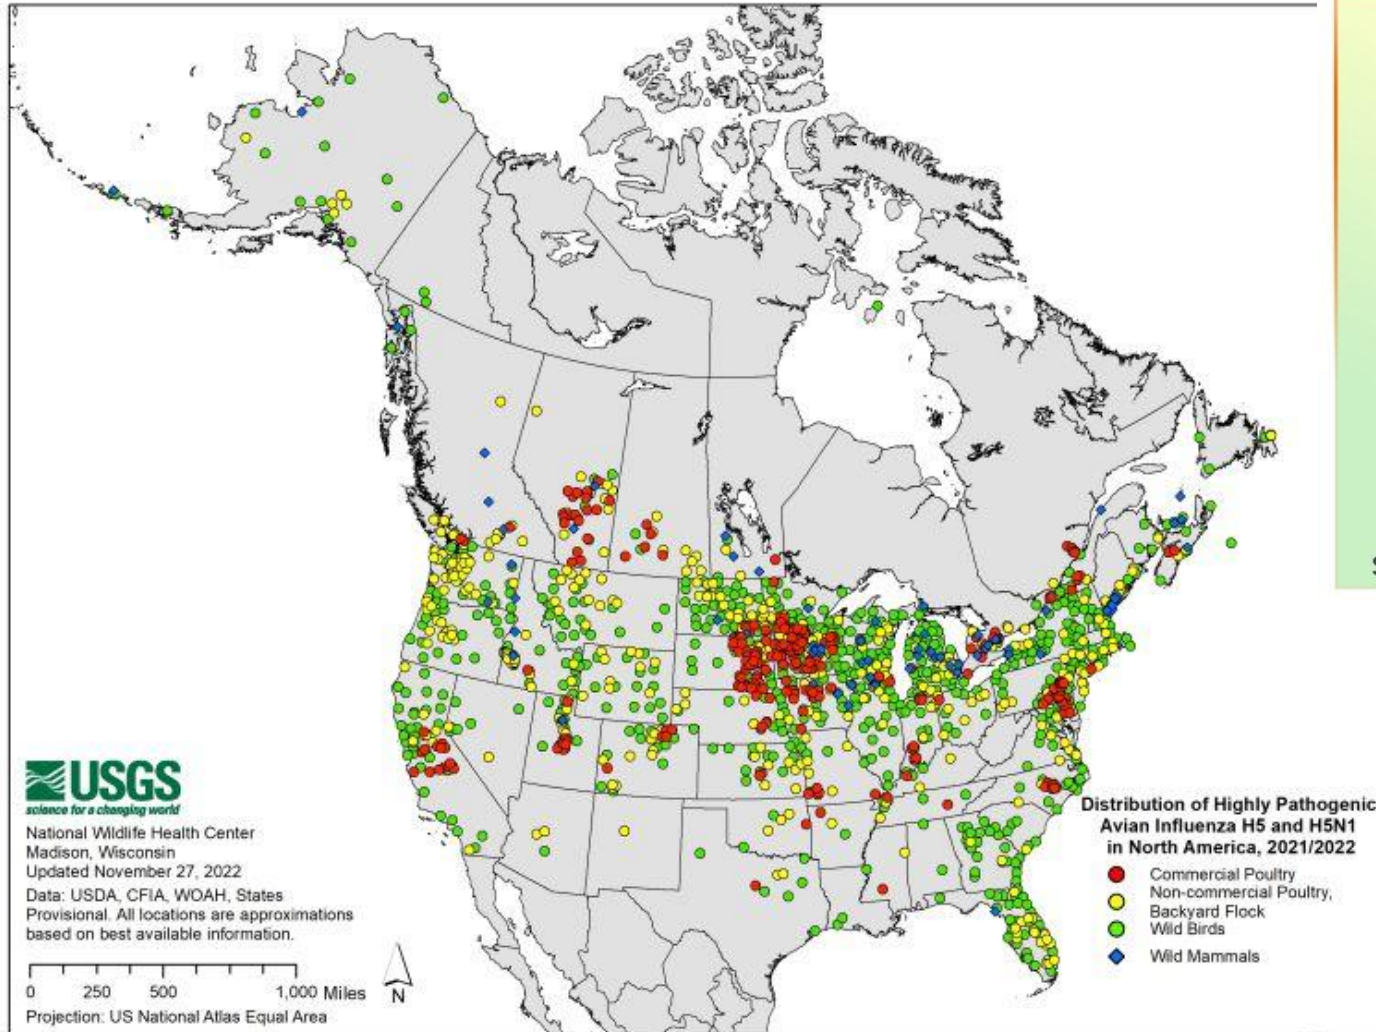 USGS
science for a changing world
National Wildlife Health Center
Madison, Wisconsin
Updated November 27, 2022
Data: USDA, CFIA, WOAH, States
Provisional. All locations are approximations
based on best available information.
0 250 500 1,000 Miles
N
Projection: US National Atlas Equal Area
Distribution of Highly Pathogenic
Avian Influenza H5 and H5N1
in North America, 2021/2022
Commercial Poultry
Non-commercial Poultry,
Backyard Flock
Wild Birds
Wild Mammals
S